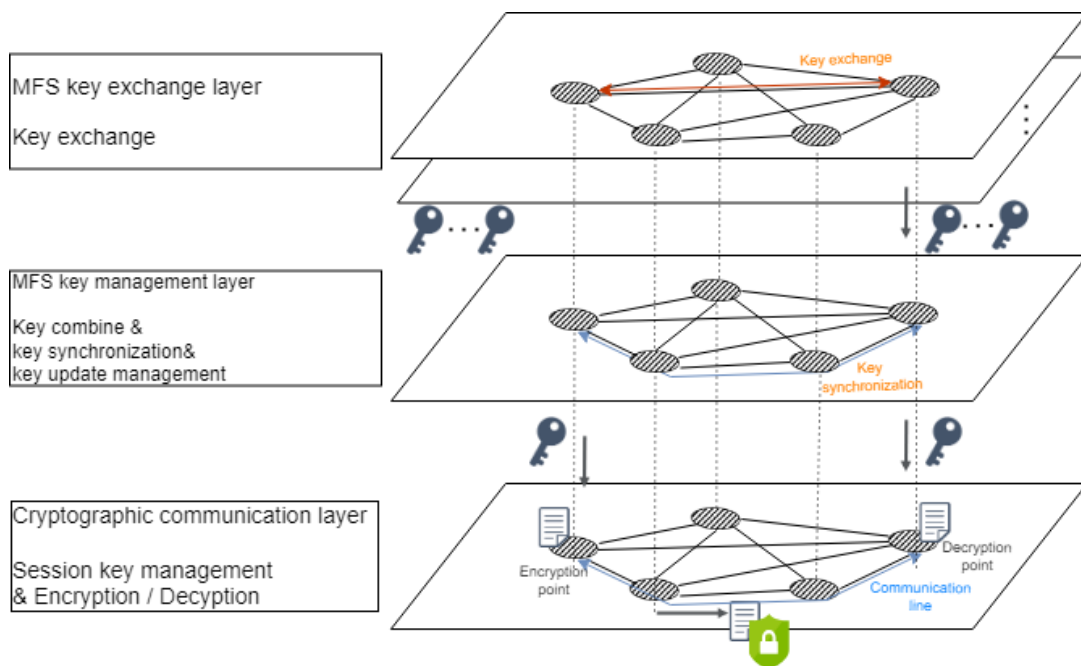 MFS key exchange layer
Key exchange
Key exchange
MFS key management layer
Key combine &
key synchronization&
key update management
Key
synchronization
Cryptographic communication layer
Session key management
& Encryption / Decyption
Encryption
point
Decryption
point
Communication
line